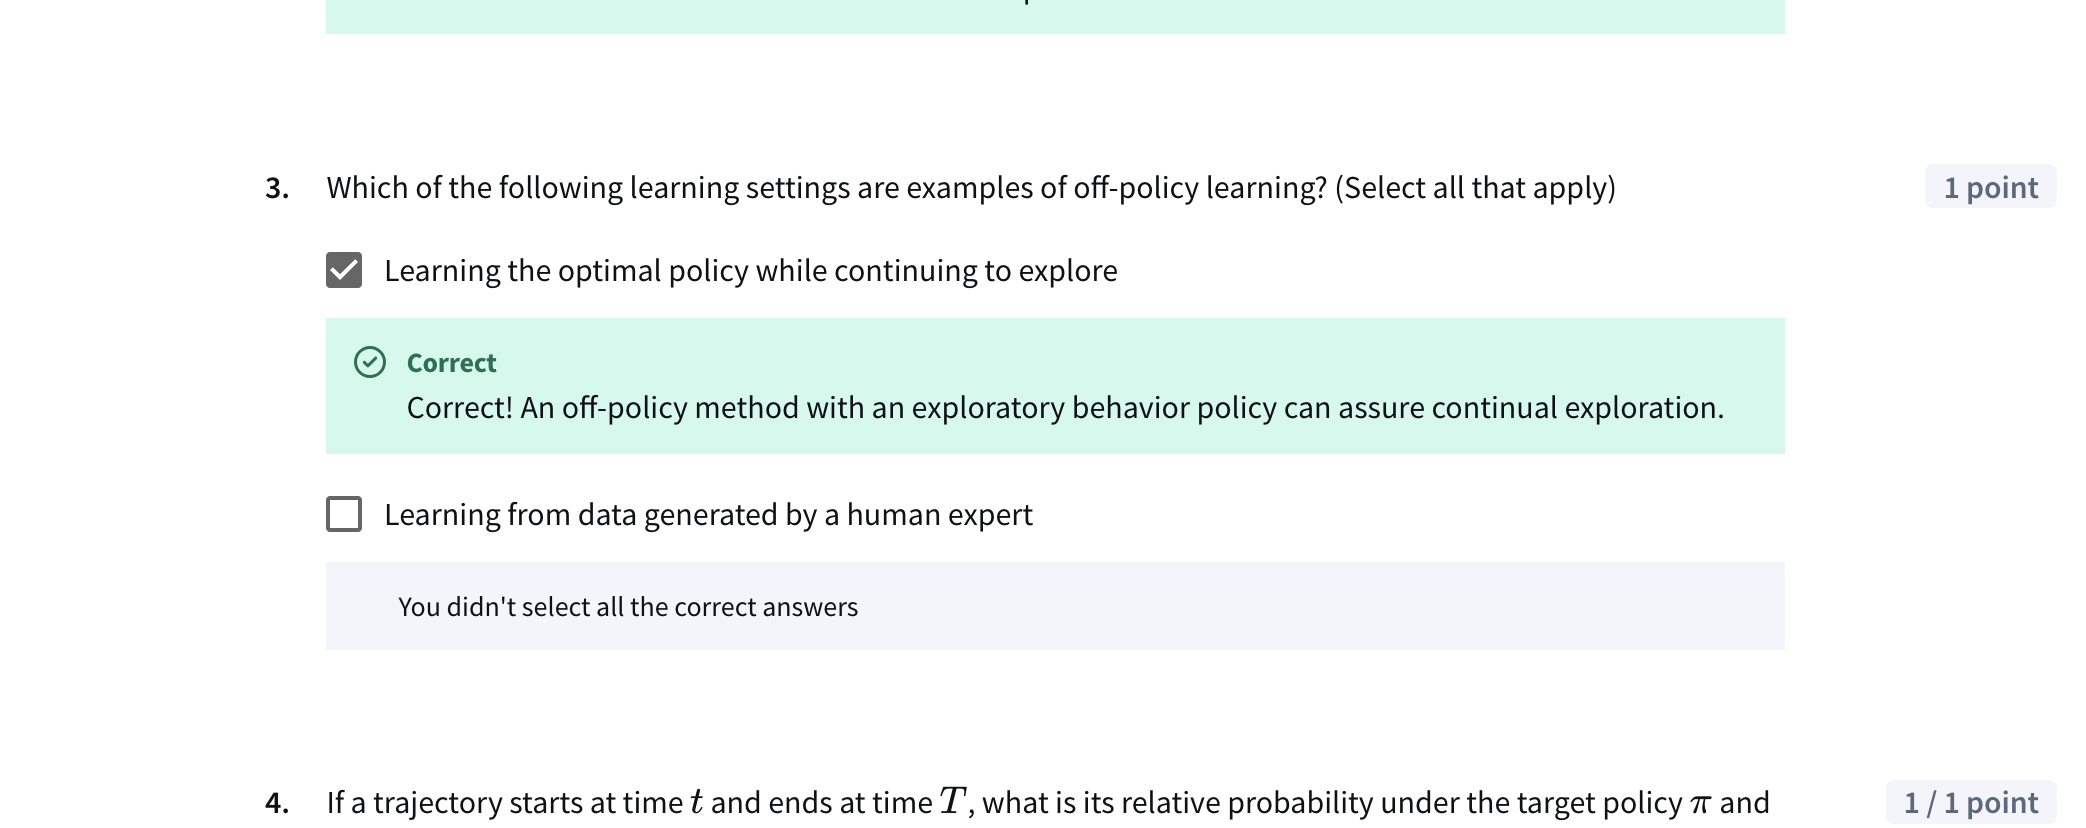 3. Which of the following learning settings are examples of off-policy learning? (Select all that apply) 1 point
Learning the optimal policy while continuing to explore
Correct
Correct! An off-policy method with an exploratory behavior policy can assure continual exploration.
Learning from data generated by a human expert
You didn't select all the correct answers
4. If a trajectory starts at time t and ends at time T, what is its relative probability under the target policy π and 1 / 1 point